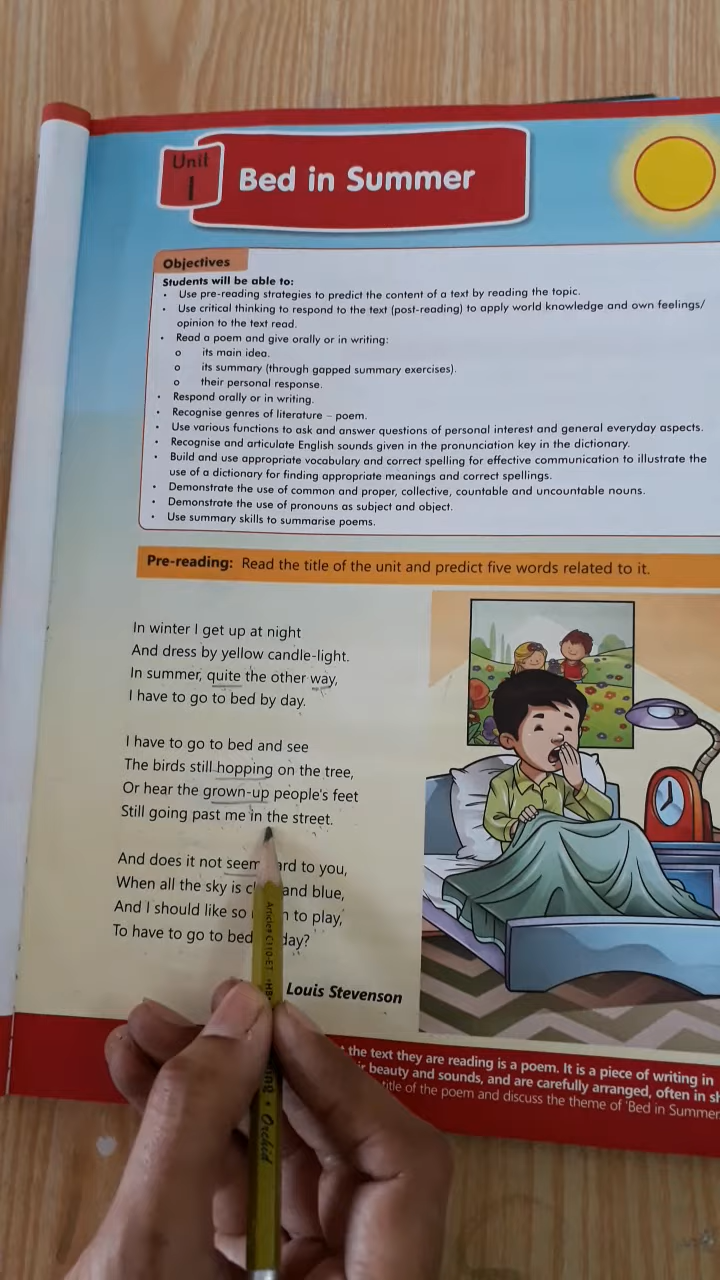 Unit
1
Bed in Summer
Objectives
Students will be able to:
• Use pre-reading strategies to predict the content of a text by reading the topic.
• Use critical thinking to respond to the text (post-reading) to apply world knowledge and own feelings/
opinion to the text read.
• Read a poem and give orally or in writing:
o its main idea.
o its summary (through gapped summary exercises).
o their personal response.
• Respond orally or in writing.
• Recognise genres of literature – poem.
• Use various functions to ask and answer questions of personal interest and general everyday aspects.
• Recognise and articulate English sounds given in the pronunciation key in the dictionary.
• Build and use appropriate vocabulary and correct spelling for effective communication to illustrate the
use of a dictionary for finding appropriate meanings and correct spellings.
• Demonstrate the use of common and proper, collective, countable and uncountable nouns.
• Demonstrate the use of pronouns as subject and object.
• Use summary skills to summarise poems.
Pre-reading: Read the title of the unit and predict five words related to it.
In winter I get up at night
And dress by yellow candle-light.
In summer, quite the other way,
I have to go to bed by day.
I have to go to bed and see
The birds still hopping on the tree,
Or hear the grown-up people's feet
Still going past me in the street.
And does it not seem to you,
When all the sky is and blue,
And I should like so to play,
To have to go to bed day?
Louis Stevenson
the text they are reading is a poem. It is a piece of writing in
beauty and sounds, and are carefully arranged, often in
title of the poem and discuss the theme of 'Bed in Summer
Article# C110-ET • HB
Orchid